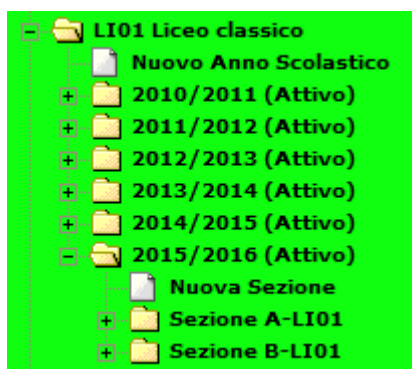 LI01 Liceo classico
Nuovo Anno Scolastico
2010/2011 (Attivo)
2011/2012 (Attivo)
2012/2013 (Attivo)
2013/2014 (Attivo)
2014/2015 (Attivo)
2015/2016 (Attivo)
Nuova Sezione
Sezione A-LI01
Sezione B-LI01